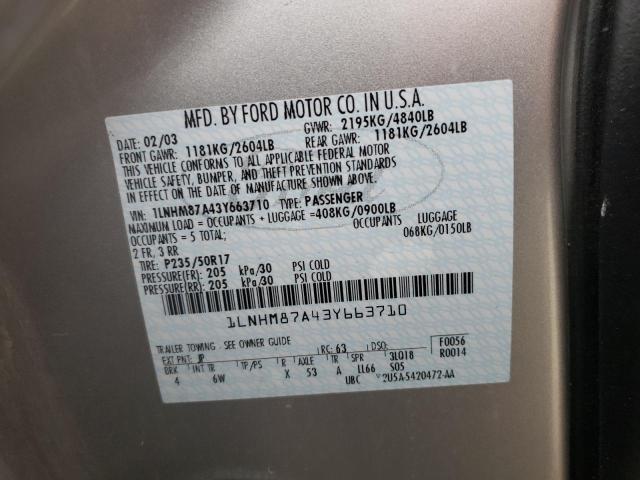 MFD. BY FORD MOTOR CO. IN U.S.A.
DATE: 02/03 GVWR: 2195KG/4840LB
FRONT GAWR: 1181KG/2604LB REAR GAWR: 1181KG/2604LB
THIS VEHICLE CONFORMS TO ALL APPLICABLE FEDERAL MOTOR
VEHICLE SAFETY, BUMPER, AND THEFT PREVENTION STANDARDS
IN EFFECT ON THE DATE OF MANUFACTURE SHOWN ABOVE.
VIN: 1LNHM87A43Y663710 TYPE: PASSENGER
MAXIMUM LOAD = OCCUPANTS + LUGGAGE =408KG/0900LB
OCCUPANTS = 5 TOTAL; OCCUPANTS LUGGAGE
2 FR, 3 RR 068KG/0150LB
TIRE: P235/50R17
PRESSURE(FR): 205 kPa/30 PSI COLD
PRESSURE(RR): 205 kPa/30 PSI COLD
1LNHM87A43Y663710
TRAILER TOWING - SEE OWNER GUIDE
EXT PNT: JP RC: 63 DSO: F0056
BRK INT TR TP/PS R AXLE TR SPR 3L018 R0014
4 6W X 53 A LL66 S05
UBC 2U5A-5420472-AA